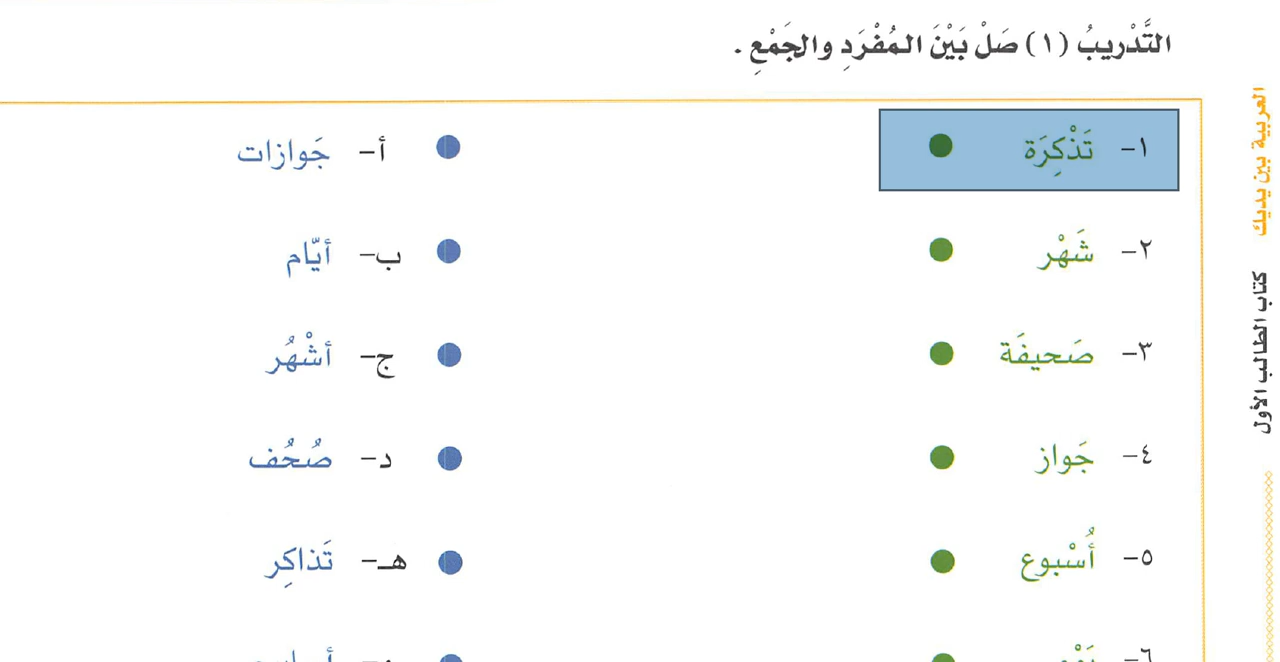 التَّدْريبُ (١) صَلْ بَيْنَ المُفْرَدِ والجَمْعِ .
١- تَذْكِرَة
أ- جَوازات
٢- شَهْر
ب- أيّام
٣- صَحيفَة
ج- أشْهُر
٤- جَواز
د- صُحُف
٥- أُسْبوع
هـ- تَذاكِر
٦-
العربية بين يديك
كتاب الطالب الأول